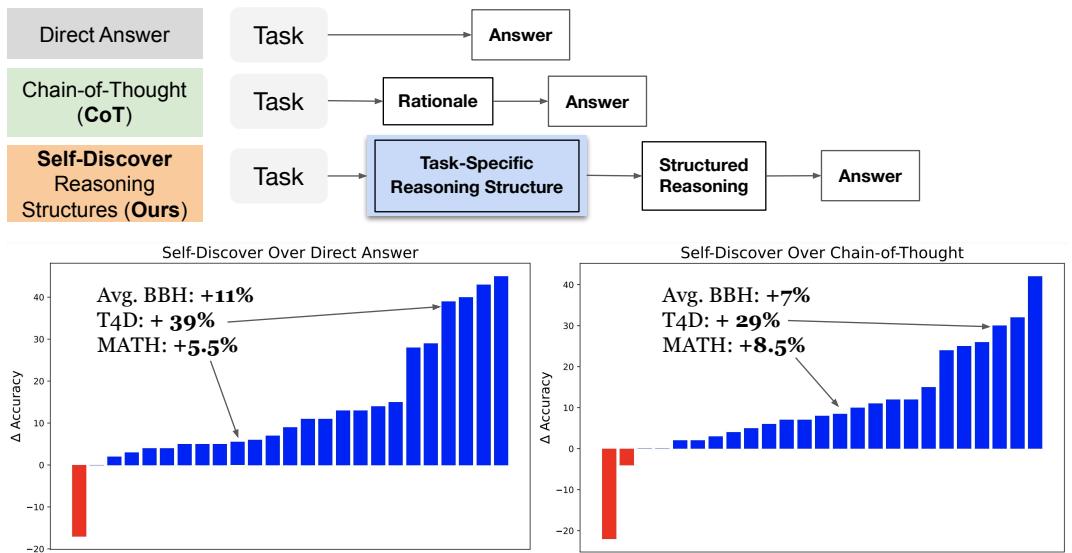 Direct Answer
Task
Answer
Chain-of-Thought
(CoT)
Task
Rationale
Answer
Self-Discover
Reasoning
Structures (Ours)
Task
Task-Specific
Reasoning Structure
Structured
Reasoning
Answer
Self-Discover Over Direct Answer
Avg. BBH: +11%
T4D: + 39%
MATH: +5.5%
Δ Accuracy
40
30
20
10
0
−10
−20
Self-Discover Over Chain-of-Thought
Avg. BBH: +7%
T4D: + 29%
MATH: +8.5%
Δ Accuracy
40
30
20
10
0
−10
−20